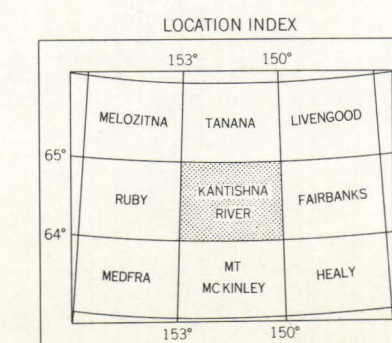 LOCATION INDEX
153° 150°
MELOZITNA TANANA LIVENGOOD
65°
RUBY KANTISHNA RIVER FAIRBANKS
64°
MEDFRA MT MCKINLEY HEALY
153° 150°